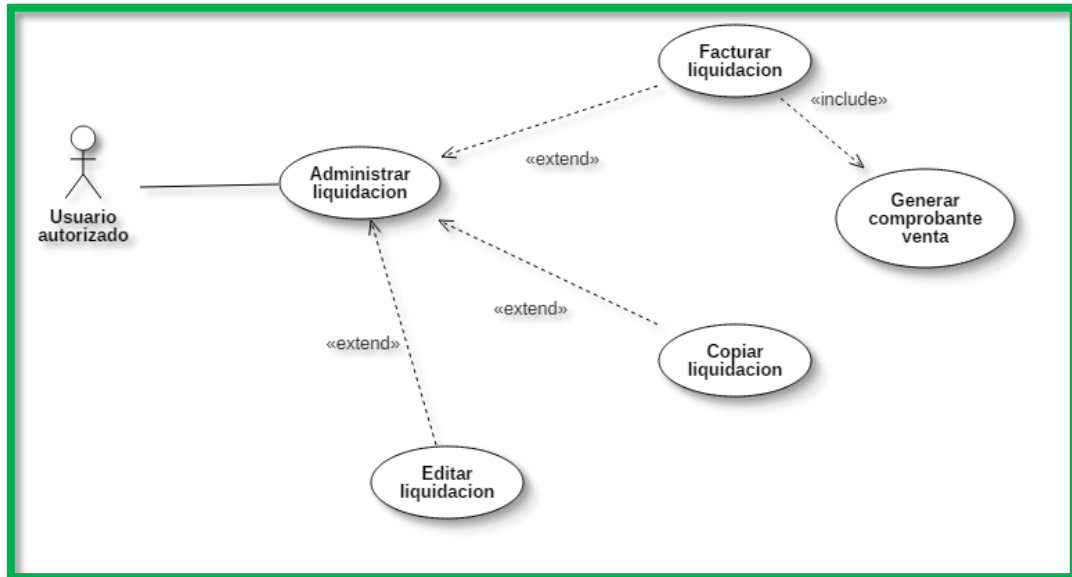 Facturar
liquidacion
«include»
«extend»
Administrar
liquidacion
Usuario
autorizado
Generar
comprobante
venta
«extend»
«extend»
Copiar
liquidacion
Editar
liquidacion